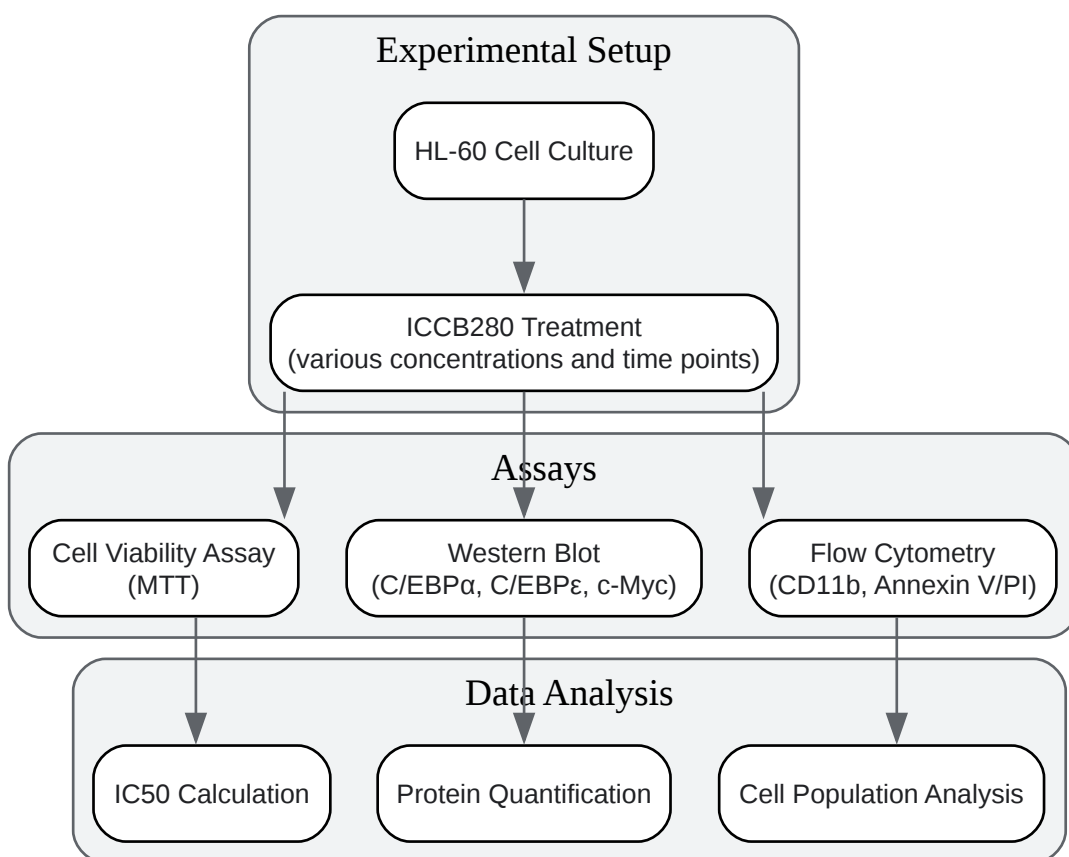 Experimental Setup
HL-60 Cell Culture
ICCB280 Treatment
(various concentrations and time points)
Assays
Cell Viability Assay
(MTT)
Western Blot
(C/EBPα, C/EBPε, c-Myc)
Flow Cytometry
(CD11b, Annexin V/PI)
Data Analysis
IC50 Calculation
Protein Quantification
Cell Population Analysis